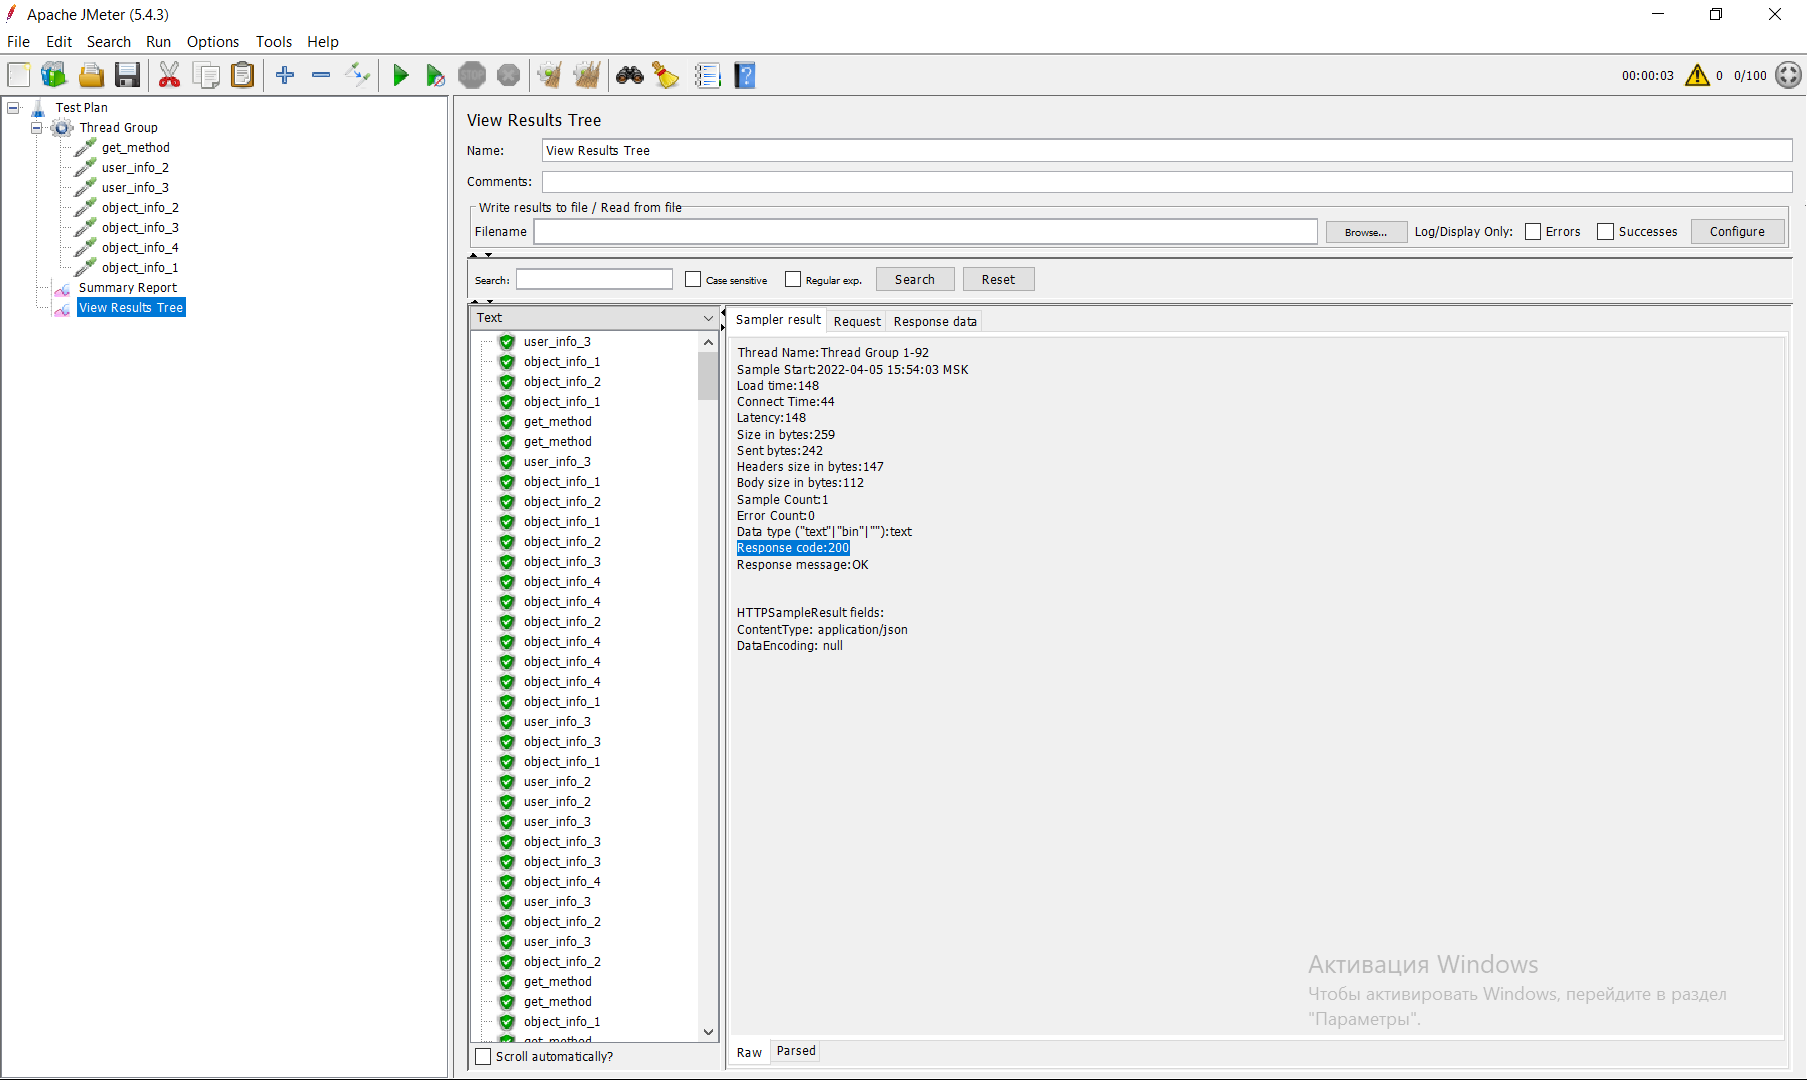 Apache JMeter (5.4.3)
File Edit Search Run Options Tools Help
STOP
00:00:03 0 0/100
Test Plan
Thread Group
get_method
user_info_2
user_info_3
object_info_2
object_info_3
object_info_4
object_info_1
Summary Report
View Results Tree
View Results Tree
Name: View Results Tree
Comments:
Write results to file / Read from file
Filename Browse... Log/Display Only: Errors Successes Configure
Search: Case sensitive Regular exp. Search Reset
Text
user_info_3
object_info_1
object_info_2
object_info_1
get_method
get_method
user_info_3
object_info_1
object_info_2
object_info_1
object_info_2
object_info_3
object_info_4
object_info_4
object_info_2
object_info_4
object_info_4
object_info_4
object_info_1
user_info_3
object_info_3
object_info_1
user_info_2
user_info_2
user_info_3
object_info_3
object_info_3
object_info_4
user_info_3
object_info_2
user_info_3
object_info_2
get_method
get_method
object_info_1
get_method
Scroll automatically?
Sampler result Request Response data
Thread Name:Thread Group 1-92
Sample Start:2022-04-05 15:54:03 MSK
Load time:148
Connect Time:44
Latency:148
Size in bytes:259
Sent bytes:242
Headers size in bytes:147
Body size in bytes:112
Sample Count:1
Error Count:0
Data type ("text"|"bin"|""):text
Response code:200
Response message:OK
HTTPSampleResult fields:
ContentType: application/json
DataEncoding: null
Активация Windows
Чтобы активировать Windows, перейдите в раздел
"Параметры".
Raw Parsed